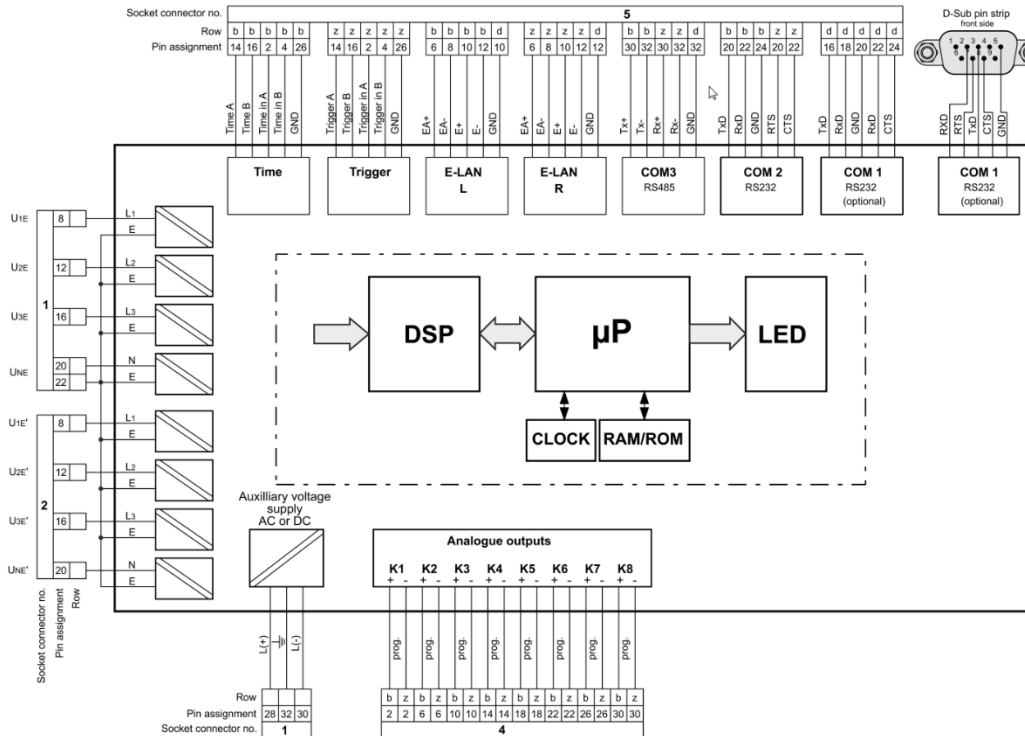 Socket connector no. 5
Row b b b b b z z z z z z b b b b d z z z z d b b z z d b b b z z d d d d d
Pin assignment 14 16 2 4 26 14 16 2 4 26 6 8 10 12 10 6 8 10 12 12 30 32 30 32 32 20 22 24 20 22 16 18 20 22 24
D-Sub pin strip
front side
1 2 3 4 5
6 7 8 9
Time A Time B Time in A Time in B GND
Trigger A Trigger B Trigger in A Trigger in B GND
EA+ EA- E+ E- GND
EA+ EA- E+ E- GND
Tx+ Tx- Rx+ Rx- GND
TxD RxD GND RTS CTS
TxD RxD GND RxD CTS
RXD RTS TxD CTS GND
Time
Trigger
E-LAN
L
E-LAN
R
COM3
RS485
COM 2
RS232
COM 1
RS232
(optional)
COM 1
RS232
(optional)
U1E 8 L1
E
U2E 12 L2
E
1
U3E 16 L3
E
UNE 20 N
22 E
U1E' 8 L1
E
U2E' 12 L2
E
2
U3E' 16 L3
E
UNE' 20 N
E
Socket connector no.
Pin assignment
Row
DSP
µP
LED
CLOCK
RAM/ROM
Auxilliary voltage
supply
AC or DC
L(+) L(-)
Analogue outputs
K1 K2 K3 K4 K5 K6 K7 K8
+ - + - + - + - + - + - + - + -
prog. prog. prog. prog. prog. prog. prog. prog.
Row b z b z b z b z b z b z b z b z
Pin assignment 28 32 30 2 2 6 6 10 10 14 14 18 18 22 22 26 26 30 30
Socket connector no. 1 4